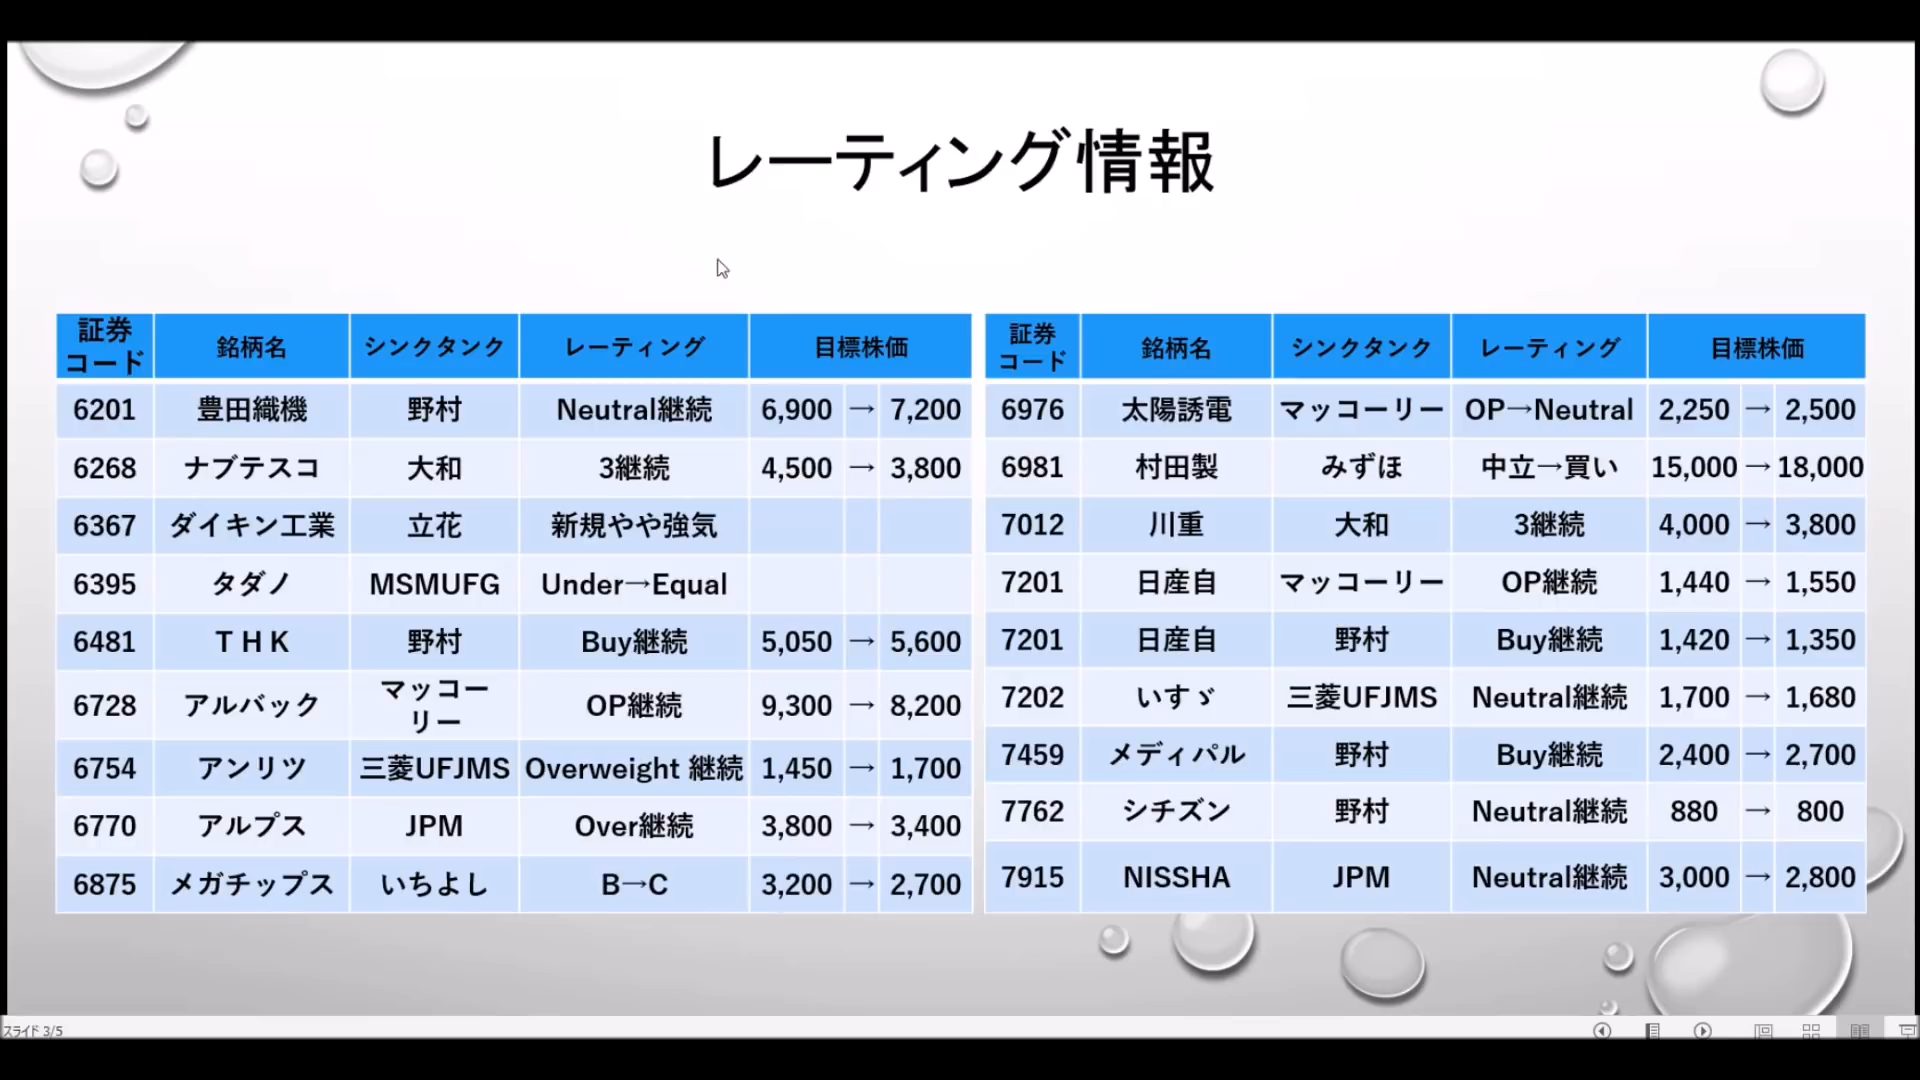 レーティング情報
証券
コード 銘柄名 シンクタンク レーティング 目標株価
6201 豊田織機 野村 Neutral継続 6,900 → 7,200
6268 ナブテスコ 大和 3継続 4,500 → 3,800
6367 ダイキン工業 立花 新規やや強気
6395 タダノ MSMUFG Under→Equal
6481 ＴＨＫ 野村 Buy継続 5,050 → 5,600
6728 アルバック マッコー
リー OP継続 9,300 → 8,200
6754 アンリツ 三菱UFJMS Overweight 継続 1,450 → 1,700
6770 アルプス JPM Over継続 3,800 → 3,400
6875 メガチップス いちよし B→C 3,200 → 2,700
証券
コード 銘柄名 シンクタンク レーティング 目標株価
6976 太陽誘電 マッコーリー OP→Neutral 2,250 → 2,500
6981 村田製 みずほ 中立→買い 15,000 → 18,000
7012 川重 大和 3継続 4,000 → 3,800
7201 日産自 マッコーリー OP継続 1,440 → 1,550
7201 日産自 野村 Buy継続 1,420 → 1,350
7202 いすゞ 三菱UFJMS Neutral継続 1,700 → 1,680
7459 メディパル 野村 Buy継続 2,400 → 2,700
7762 シチズン 野村 Neutral継続 880 → 800
7915 NISSHA JPM Neutral継続 3,000 → 2,800
スライド 3/5